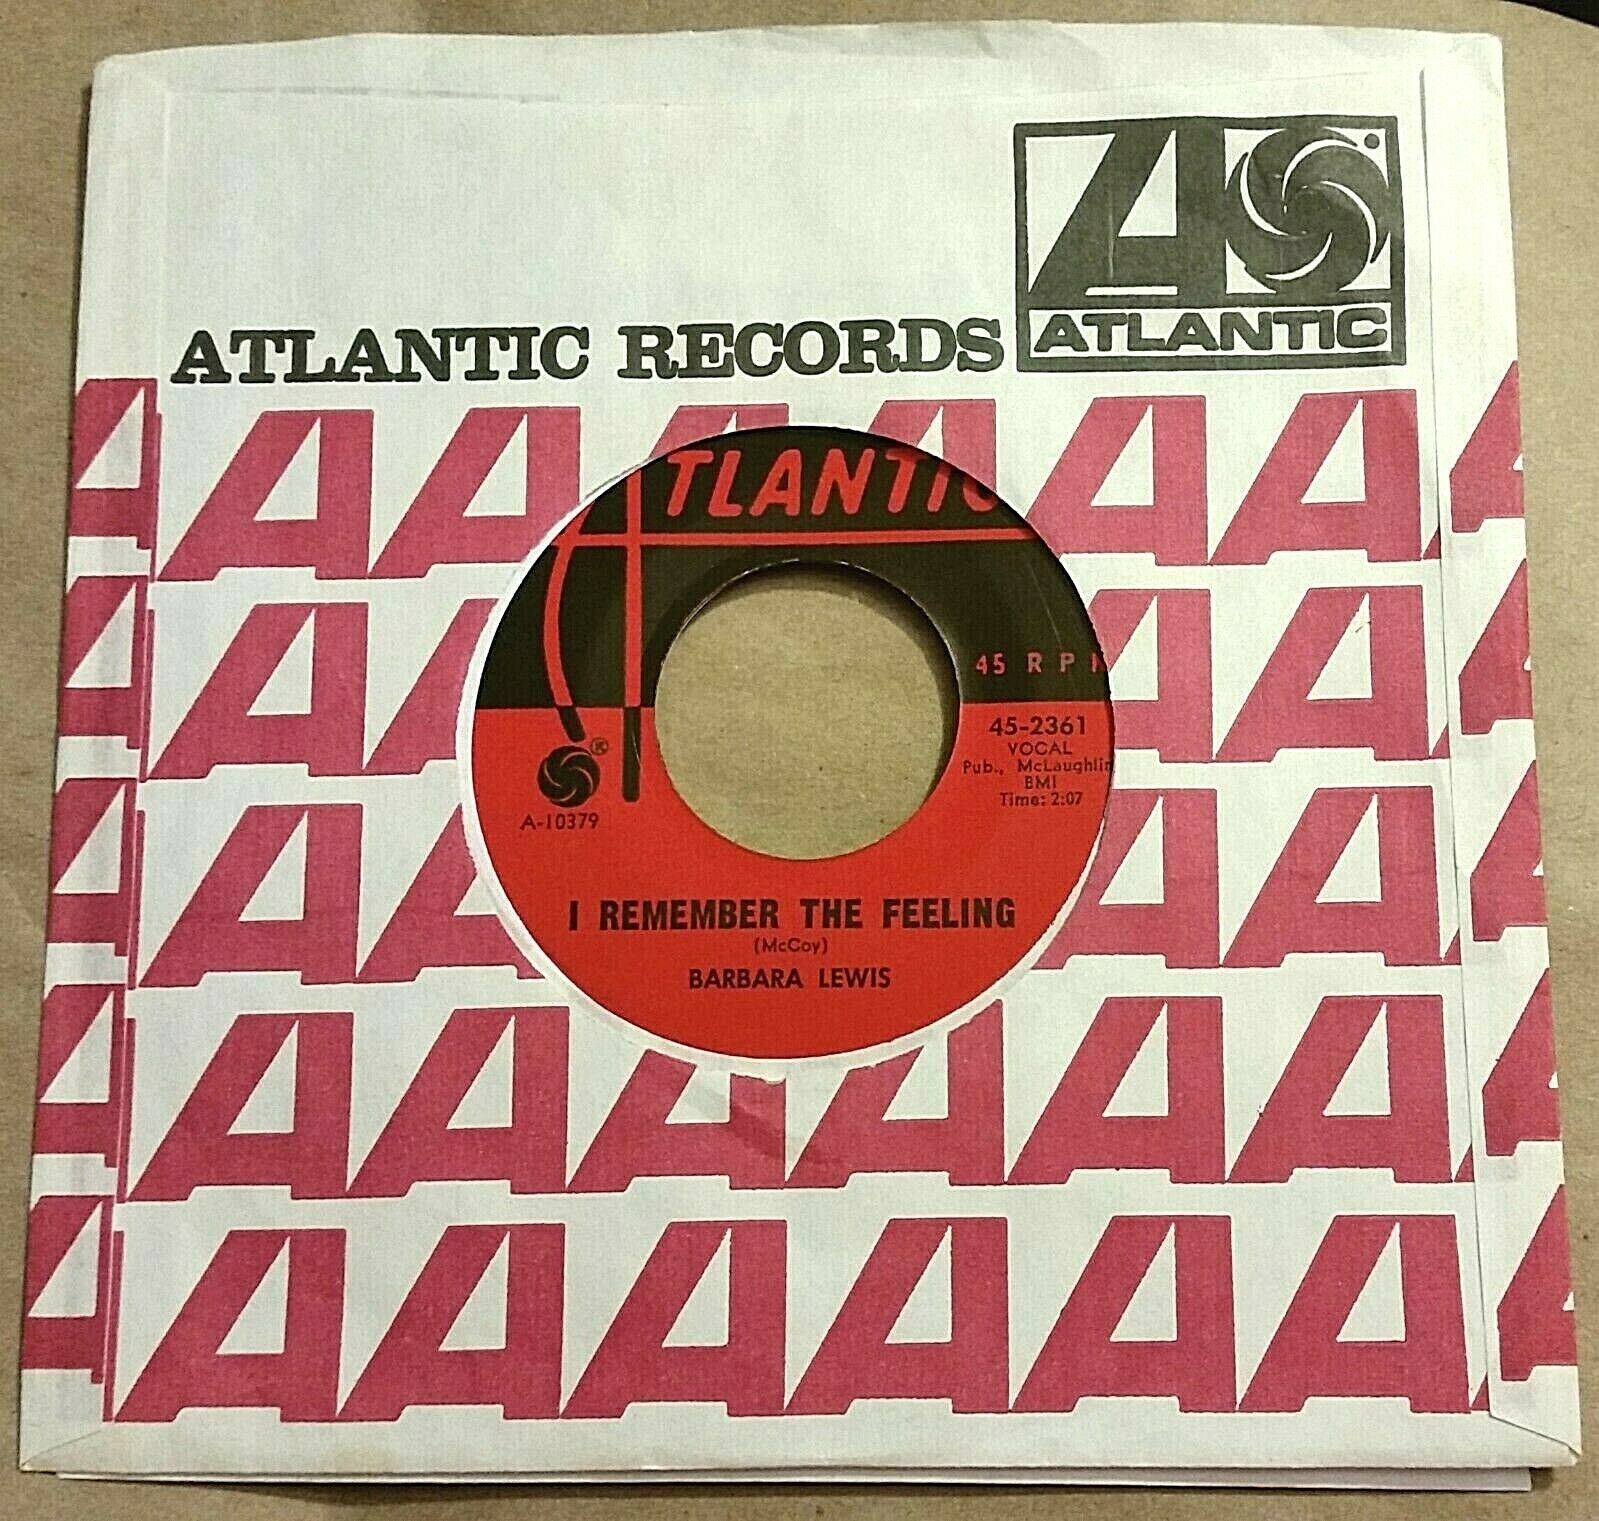 ATLANTIC
ATLANTIC RECORDS
TLANTIC
45 RP
45-2361
VOCAL
Pub., McLaughlin
BMI
Time: 2:07
®
A-10379
I REMEMBER THE FEELING
(McCoy)
BARBARA LEWIS
A A A A A A A A
A A A A A A A
A A A A A A
A A A A A A A A
A A A A A A A A